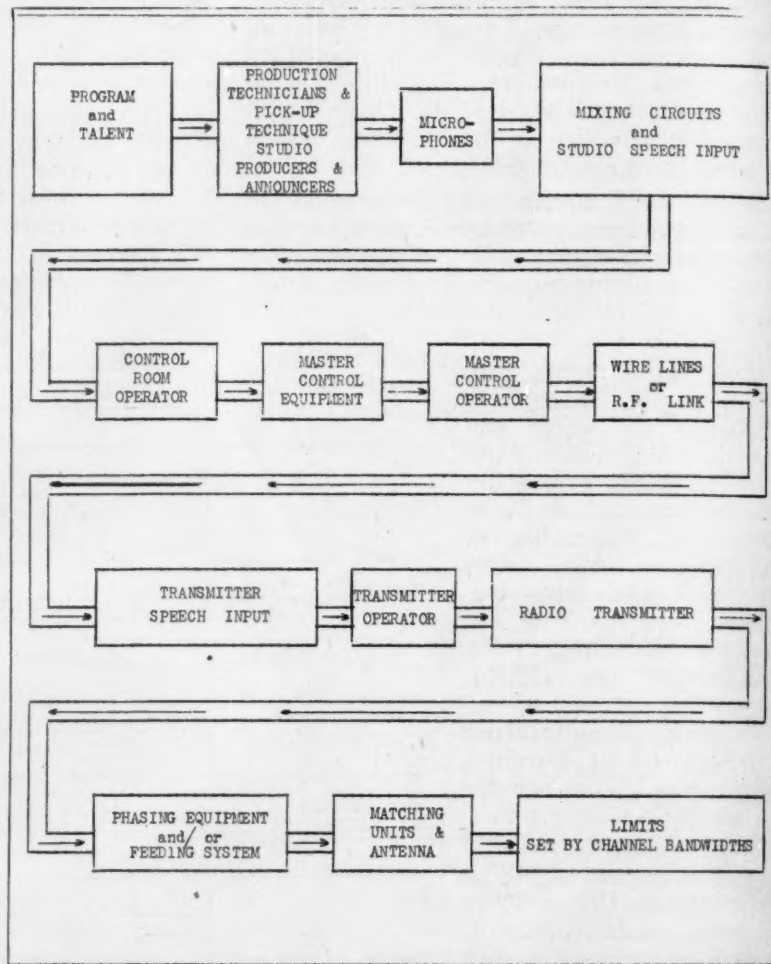 PROGRAM
and
TALENT
PRODUCTION
TECHNICIANS &
PICK-UP
TECHNIQUE
STUDIO
PRODUCERS &
ANNOUNCERS
MICRO-
PHONES
MIXING CIRCUITS
and
STUDIO SPEECH INPUT
CONTROL
ROOM
OPERATOR
MASTER
CONTROL
EQUIPMENT
MASTER
CONTROL
OPERATOR
WIRE LINES
or
R.F. LINK
TRANSMITTER
SPEECH INPUT
TRANSMITTER
OPERATOR
RADIO TRANSMITTER
PHASING EQUIPMENT
and/or
FEEDING SYSTEM
MATCHING
UNITS &
ANTENNA
LIMITS
SET BY CHANNEL BANDWIDTHS